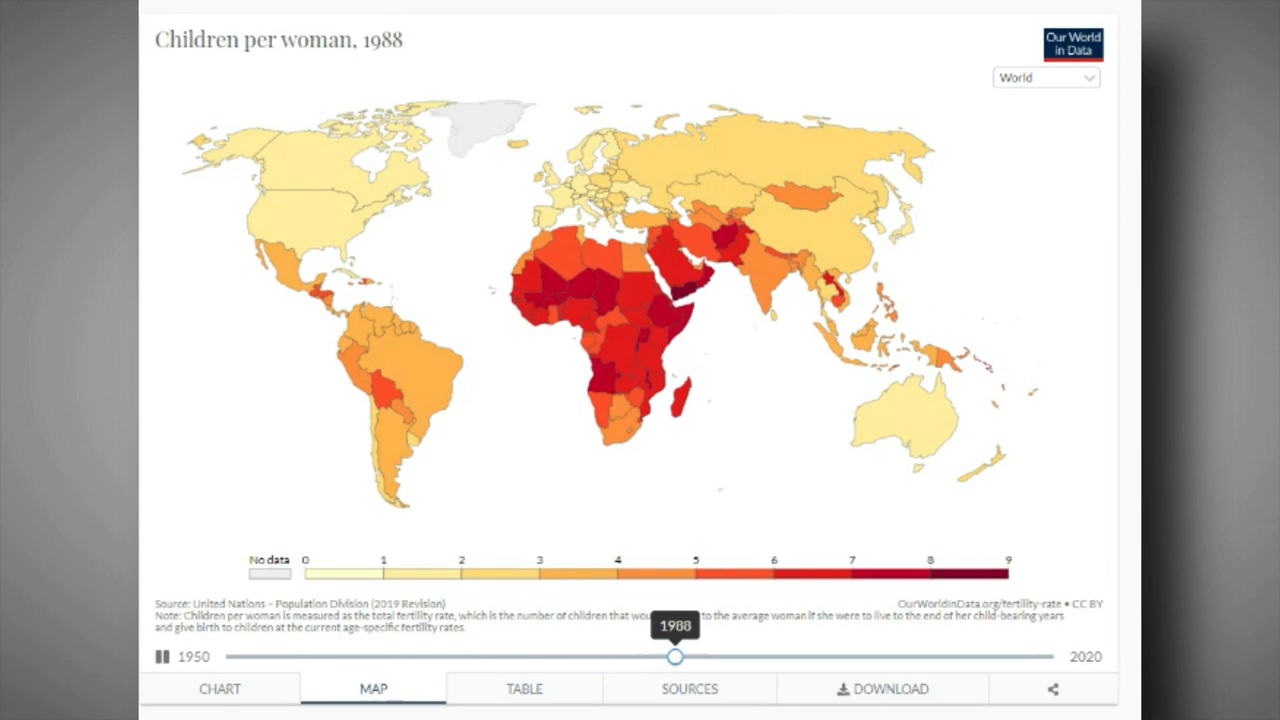 Children per woman, 1988
Our World
in Data
World
No data 0 1 2 3 4 5 6 7 8 9
Source: United Nations – Population Division (2019 Revision)
OurWorldInData.org/fertility-rate • CC BY
Note: Children per woman is measured as the total fertility rate, which is the number of children that to the average woman if she were to live to the end of her child-bearing years
and give birth to children at the current age-specific fertility rates.
1988
1950
2020
CHART MAP TABLE SOURCES DOWNLOAD